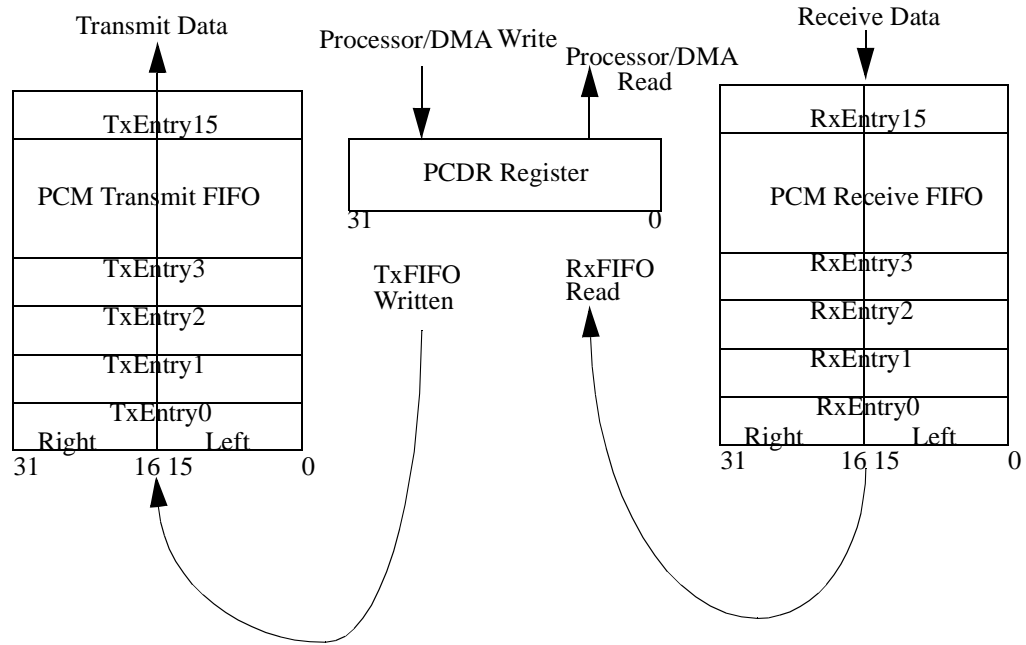 Transmit Data
Processor/DMA Write
Processor/DMA
Read
Receive Data
TxEntry15
PCM Transmit FIFO
TxEntry3
TxEntry2
TxEntry1
TxEntry0
Right Left
31 16 15 0
PCDR Register
31 0
TxFIFO
Written
RxFIFO
Read
RxEntry15
PCM Receive FIFO
RxEntry3
RxEntry2
RxEntry1
RxEntry0
Right Left
31 16 15 0